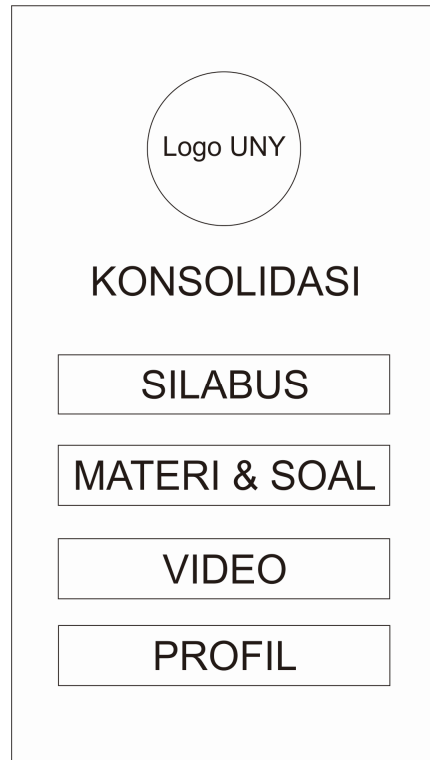 Logo UNY
KONSOLIDASI
SILABUS
MATERI & SOAL
VIDEO
PROFIL